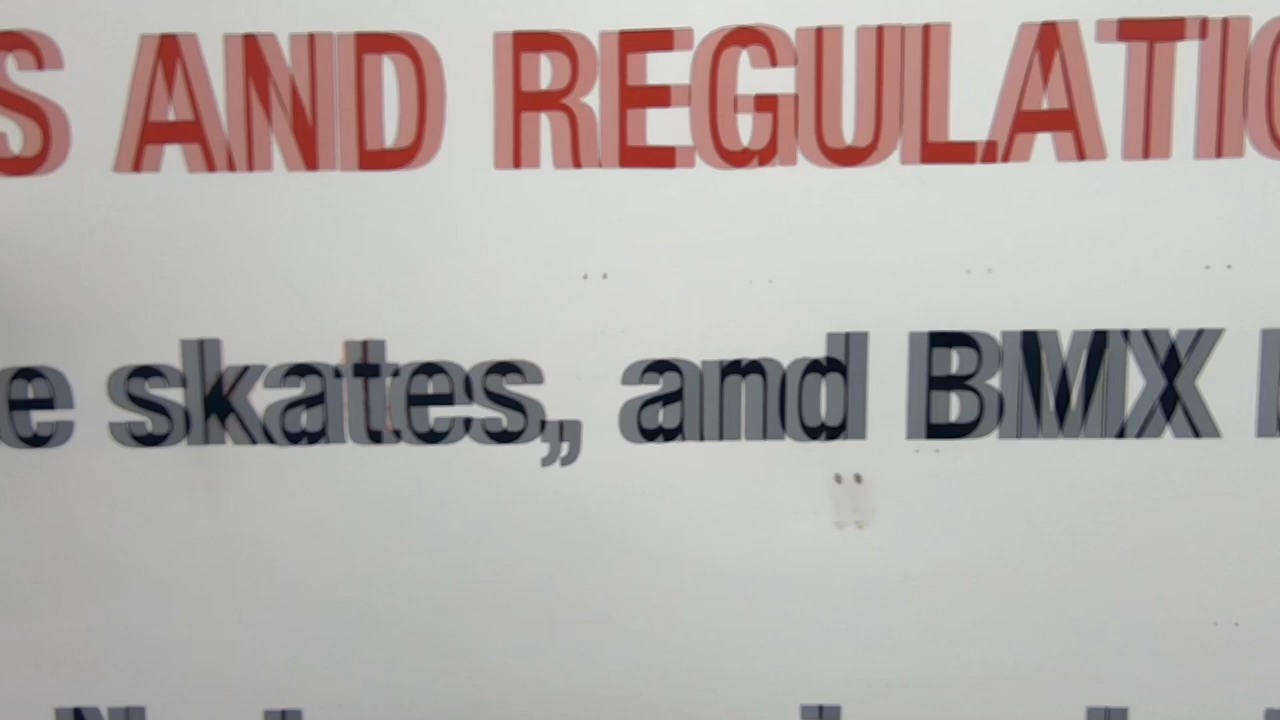 S AND REGULATIO
e skates, and BMX